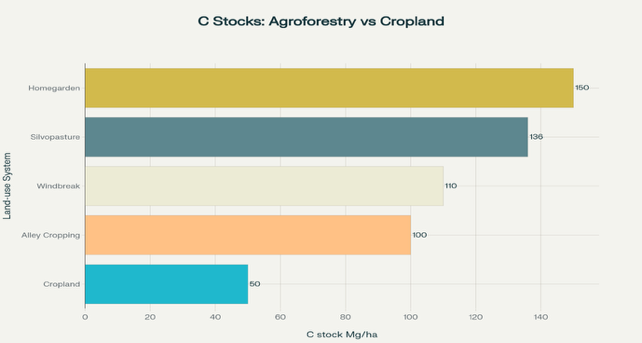 C Stocks: Agroforestry vs Cropland
Land-use System
Homegarden
150
Silvopasture
136
Windbreak
110
Alley Cropping
100
Cropland
50
0 20 40 60 80 100 120 140
C stock Mg/ha